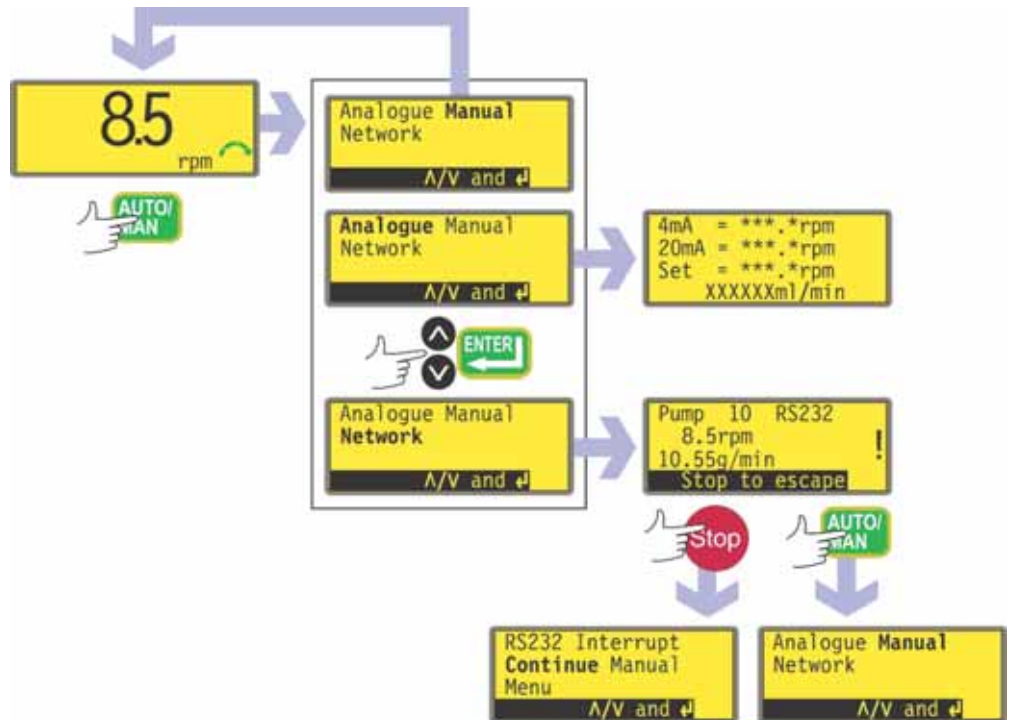 8.5
rpm
AUTO/
MAN
Analogue Manual
Network
∧/∨ and ↵
Analogue Manual
Network
∧/∨ and ↵
4mA = ***.*rpm
20mA = ***.*rpm
Set = ***.*rpm
XXXXXXml/min
ENTER
Analogue Manual
Network
∧/∨ and ↵
Pump 10 RS232
8.5rpm
10.55g/min
!
Stop to escape
Stop
AUTO/
MAN
RS232 Interrupt
Continue Manual
Menu
∧/∨ and ↵
Analogue Manual
Network
∧/∨ and ↵